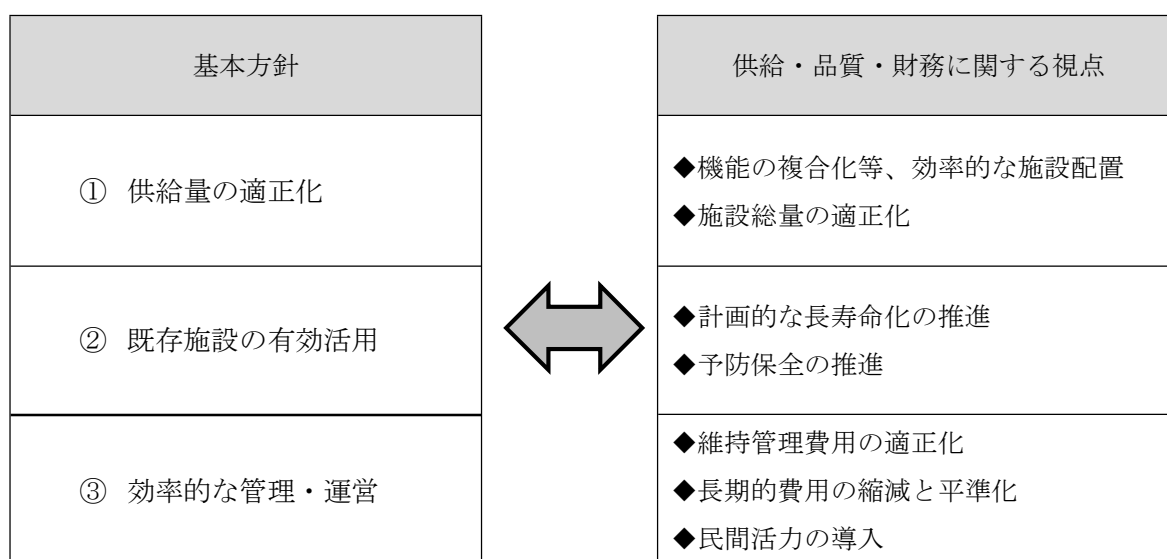 基本方針
① 供給量の適正化
② 既存施設の有効活用
③ 効率的な管理・運営
供給・品質・財務に関する視点
◆機能の複合化等、効率的な施設配置
◆施設総量の適正化
◆計画的な長寿命化の推進
◆予防保全の推進
◆維持管理費用の適正化
◆長期的費用の縮減と平準化
◆民間活力の導入